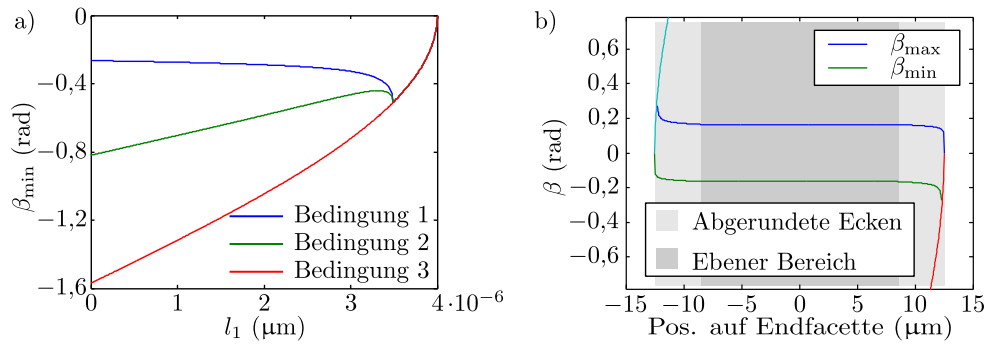 a)
0
−0,4
−0,8
−1.2
−1,6
β_min (rad)
Bedingung 1
Bedingung 2
Bedingung 3
0
1
2
3
4
·10⁻⁶
l₁ (µm)
b)
0,6
0,4
0,2
0
−0,2
−0,4
−0,6
β (rad)
β_max
β_min
Abgerundete Ecken
Ebener Bereich
−15
−10
−5
0
5
10
15
Pos. auf Endfacette (µm)